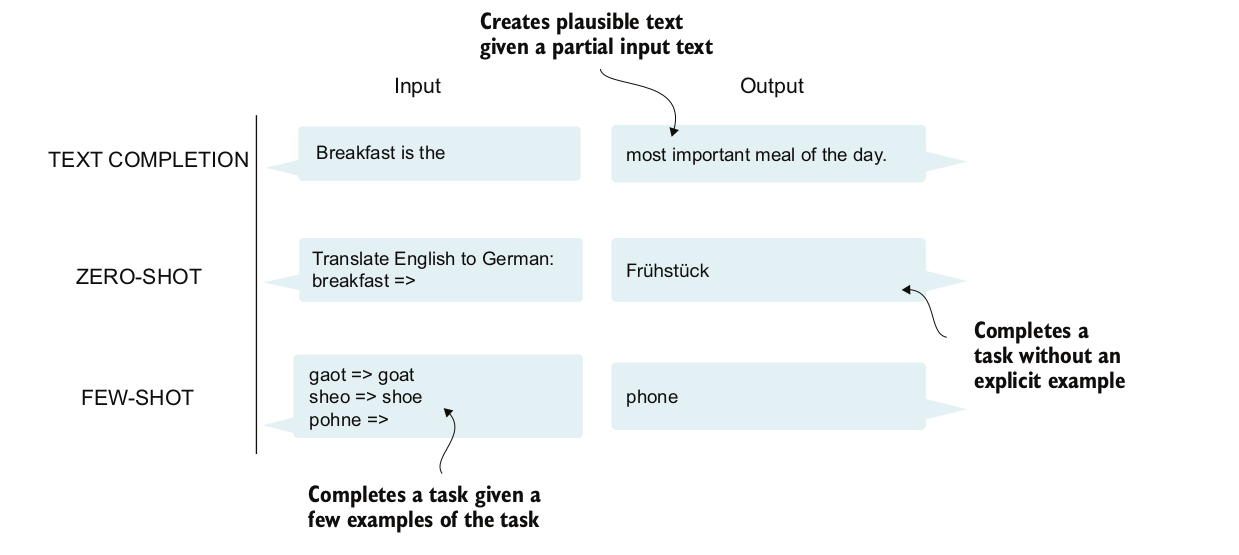 Creates plausible text
given a partial input text
Input
Output
TEXT COMPLETION
Breakfast is the
most important meal of the day.
ZERO-SHOT
Translate English to German:
breakfast =>
Frühstück
Completes a
task without an
explicit example
FEW-SHOT
gaot => goat
sheo => shoe
pohne =>
phone
Completes a task given a
few examples of the task